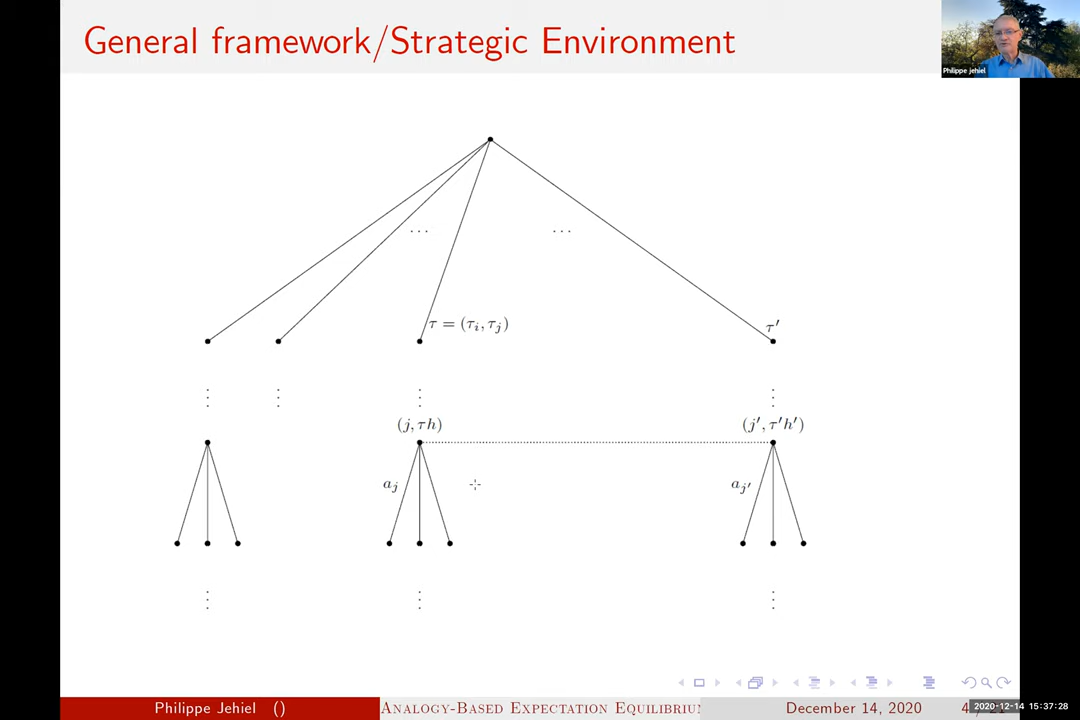 General framework/Strategic Environment
Philippe jehiel
... ...
τ = (τᵢ, τⱼ)
τ′
(j, τh)
(j′, τ′h′)
aⱼ
aⱼ′
Philippe Jehiel ()
Analogy-Based Expectation Equilibriu
December 14, 2020
2020-12-14 15:37:28